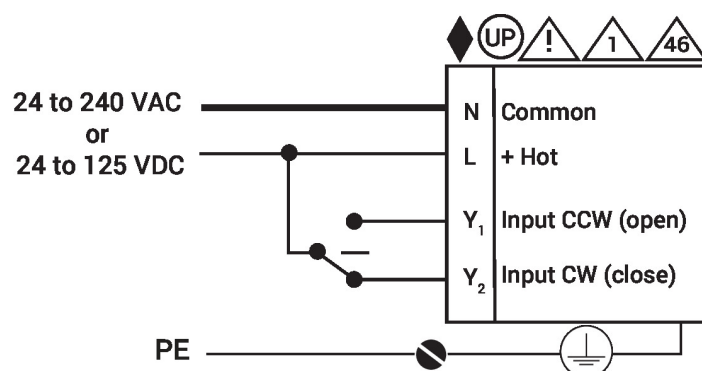 UP ! 1 46
24 to 240 VAC
or
24 to 125 VDC
N Common
L + Hot
Y₁ Input CCW (open)
Y₂ Input CW (close)
PE